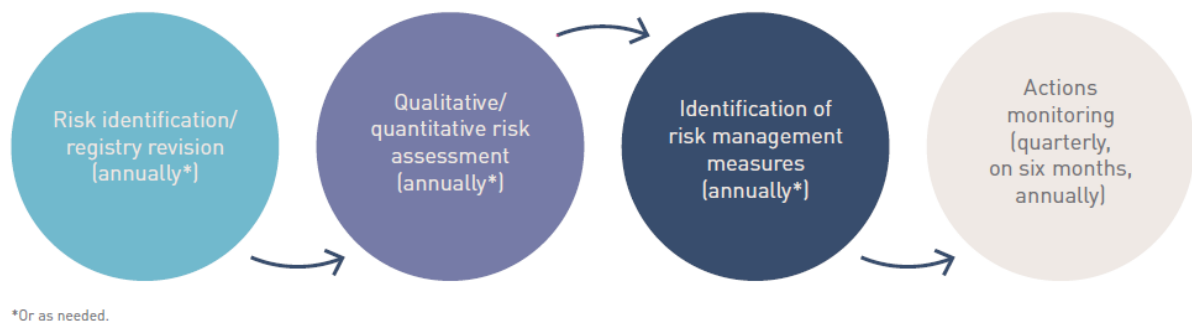 Risk identification/
registry revision
(annually*)
Qualitative/
quantitative risk
assessment
(annually*)
Identification of
risk management
measures
(annually*)
Actions
monitoring
(quarterly,
on six months,
annually)
*Or as needed.